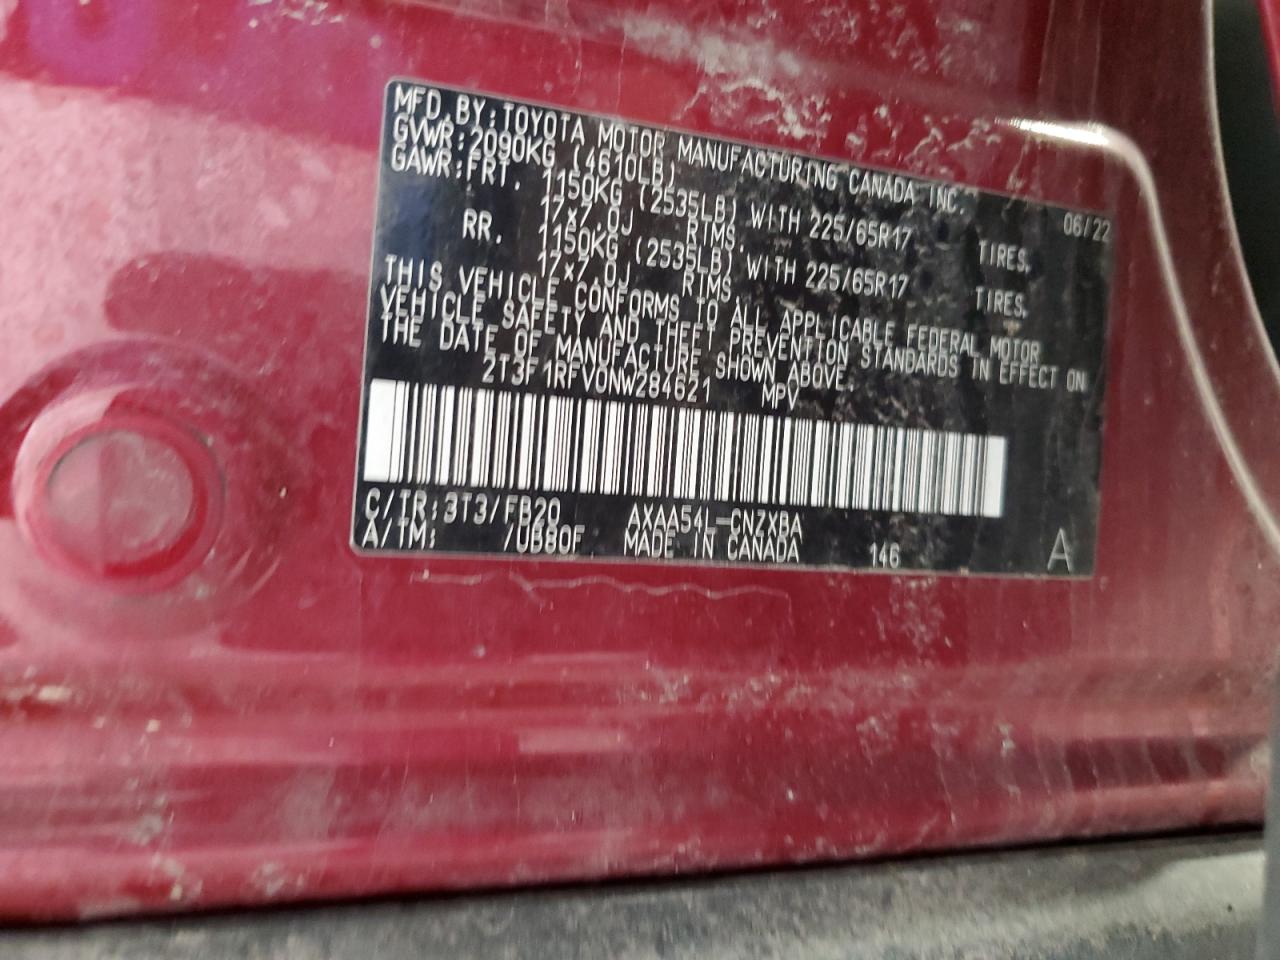 MFD.BY:TOYOTA MOTOR MANUFACTURING CANADA INC. 06/22
GVWR:2090KG (4610LB)
GAWR:FRT. 1150KG (2535LB) WITH 225/65R17 TIRES,
17x7.0J RIMS,
RR. 1150KG (2535LB) WITH 225/65R17 TIRES,
17x7.0J RIMS
THIS VEHICLE CONFORMS TO ALL APPLICABLE FEDERAL MOTOR
VEHICLE SAFETY AND THEFT PREVENTION STANDARDS IN EFFECT ON
THE DATE OF MANUFACTURE SHOWN ABOVE.
2T3F1RFV0NW284621 MPV
C/TR:3T3/FB20 AXAA54L-CNZXBA
A/TM: /UB80F MADE IN CANADA 146 A